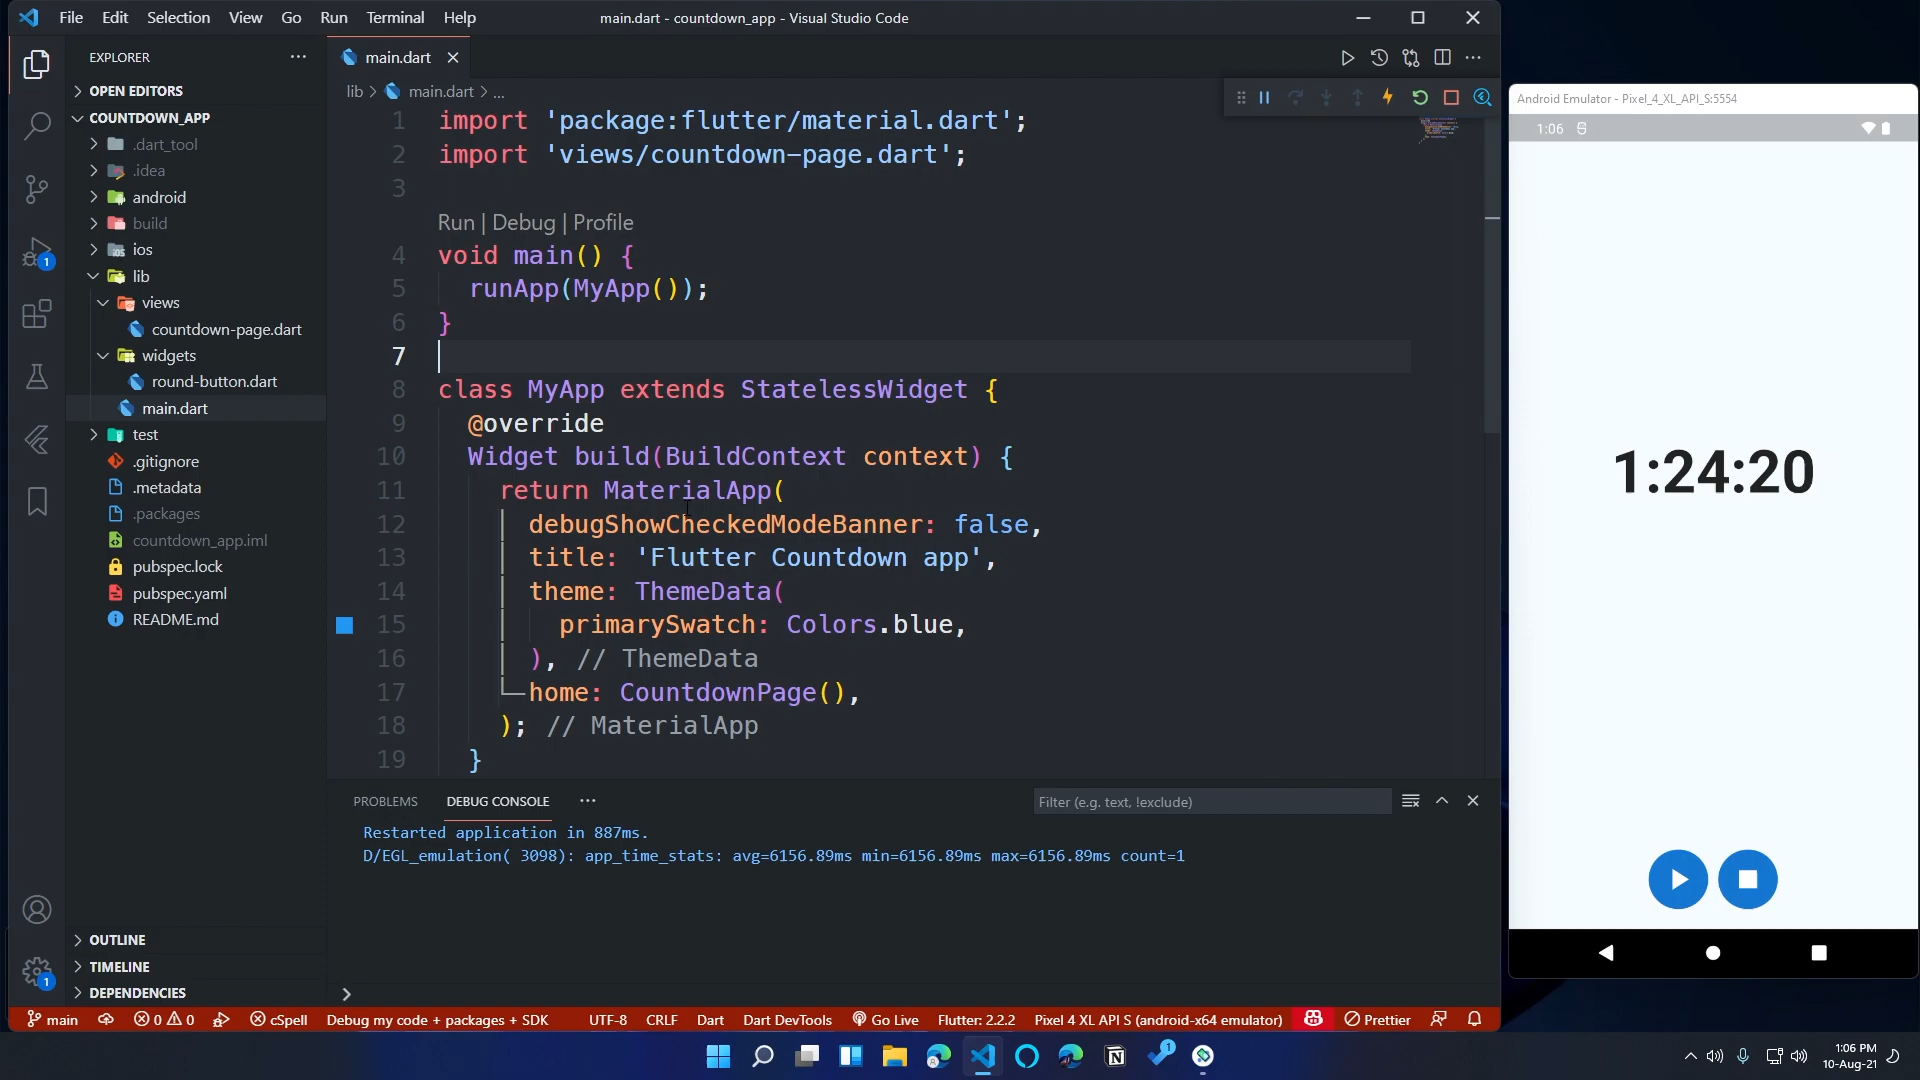 File Edit Selection View Go Run Terminal Help
main.dart - countdown_app - Visual Studio Code
EXPLORER
OPEN EDITORS
COUNTDOWN_APP
.dart_tool
.idea
android
build
ios
lib
views
countdown-page.dart
widgets
round-button.dart
main.dart
test
.gitignore
.metadata
.packages
countdown_app.iml
pubspec.lock
pubspec.yaml
README.md
OUTLINE
TIMELINE
DEPENDENCIES
1
1
main.dart
lib > main.dart > ...
1 import 'package:flutter/material.dart';
2 import 'views/countdown-page.dart';
3
Run | Debug | Profile
4 void main() {
5 runApp(MyApp());
6 }
7
8 class MyApp extends StatelessWidget {
9 @override
10 Widget build(BuildContext context) {
11 return MaterialApp(
12 debugShowCheckedModeBanner: false,
13 title: 'Flutter Countdown app',
14 theme: ThemeData(
15 primarySwatch: Colors.blue,
16 ), // ThemeData
17 home: CountdownPage(),
18 ); // MaterialApp
19 }
PROBLEMS DEBUG CONSOLE
Filter (e.g. text, !exclude)
Restarted application in 887ms.
D/EGL_emulation( 3098): app_time_stats: avg=6156.89ms min=6156.89ms max=6156.89ms count=1
main 0 0 cSpell Debug my code + packages + SDK UTF-8 CRLF Dart Dart DevTools Go Live Flutter: 2.2.2 Pixel 4 XL API S (android-x64 emulator) Prettier
Android Emulator - Pixel_4_XL_API_S:5554
1:06
1:24:20
1
1:06 PM
10-Aug-21